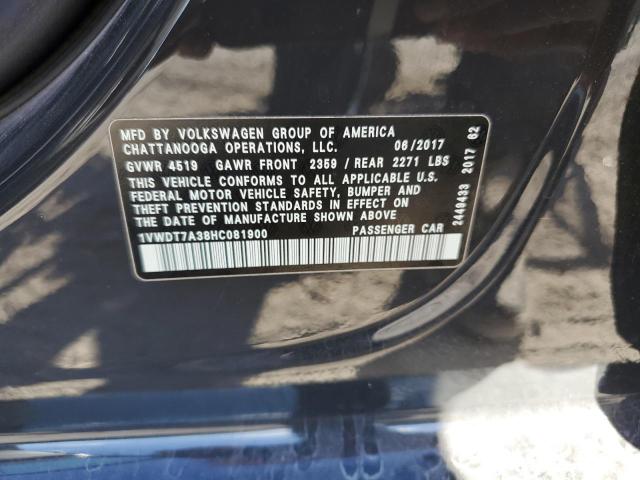 MFD BY VOLKSWAGEN GROUP OF AMERICA
CHATTANOOGA OPERATIONS, LLC. 06/2017
GVWR 4519 GAWR FRONT 2359 / REAR 2271 LBS
THIS VEHICLE CONFORMS TO ALL APPLICABLE U.S.
FEDERAL MOTOR VEHICLE SAFETY, BUMPER AND
THEFT PREVENTION STANDARDS IN EFFECT ON
THE DATE OF MANUFACTURE SHOWN ABOVE
1VWDT7A38HC081900 PASSENGER CAR
2440433 2017 62